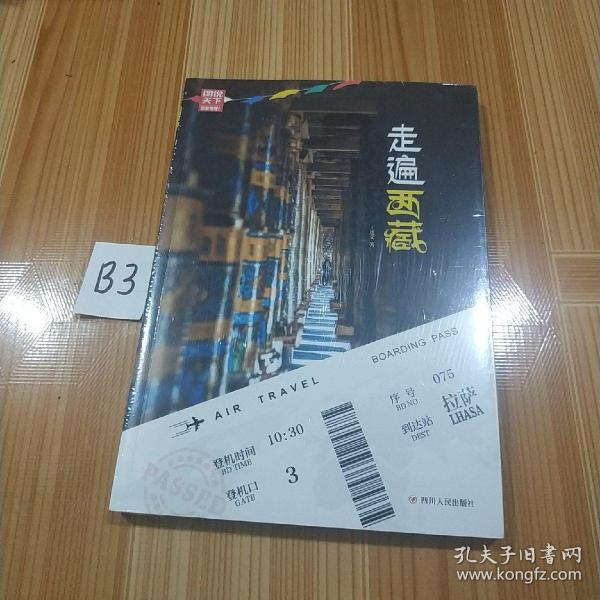 图说
天下
走遍
西藏
B3
BOARDING PASS
AIR TRAVEL
序号 075
BD NO.
到达站 拉萨
DEST LHASA
登机时间 10:30
BD TIME
登机口 3
GATE
PASSED
四川人民出版社
孔夫子旧书网
www.kongfz.com